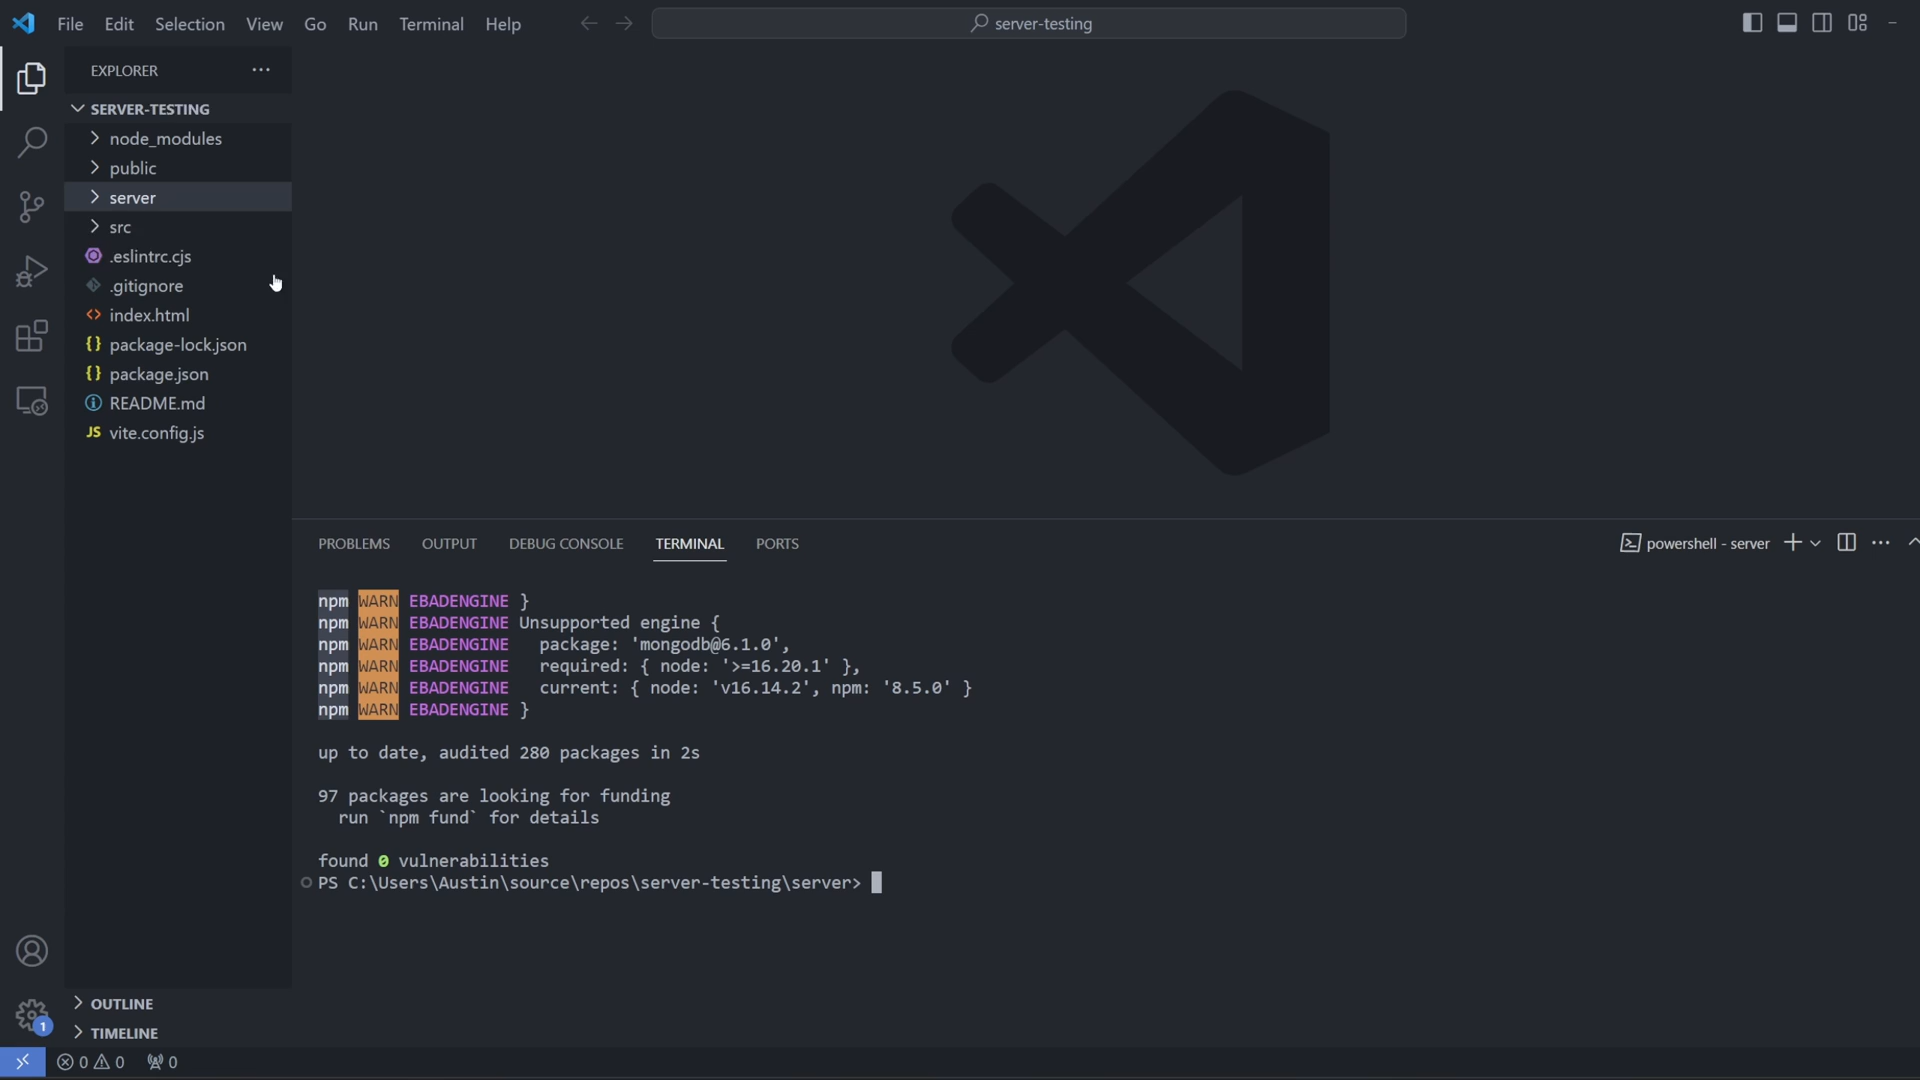 File Edit Selection View Go Run Terminal Help
server-testing
EXPLORER
SERVER-TESTING
node_modules
public
server
src
.eslintrc.cjs
.gitignore
index.html
package-lock.json
package.json
README.md
JS vite.config.js
OUTLINE
TIMELINE
PROBLEMS OUTPUT DEBUG CONSOLE TERMINAL PORTS
powershell - server
npm WARN EBADENGINE }
npm WARN EBADENGINE Unsupported engine {
npm WARN EBADENGINE   package: 'mongodb@6.1.0',
npm WARN EBADENGINE   required: { node: '>=16.20.1' },
npm WARN EBADENGINE   current: { node: 'v16.14.2', npm: '8.5.0' }
npm WARN EBADENGINE }
up to date, audited 280 packages in 2s
97 packages are looking for funding
  run `npm fund` for details
found 0 vulnerabilities
PS C:\Users\Austin\source\repos\server-testing\server>
1
0 0 0